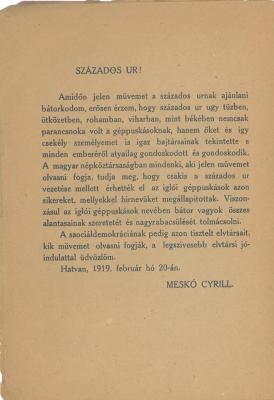 SZÁZADOS UR!
Amidőn jelen művemet a százados urnak ajánlani
bátorkodom, erősen érzem, hogy százados ur ugy tűzben,
ütközetben, rohamban, viharban, mint békében nemcsak
parancsnoka volt a géppuskásoknak, hanem őket és igy
csekély személyemet is igaz bajtársainak tekintette s
minden emberéről atyailag gondoskodott és gondoskodik.
A magyar népköztársaságban mindenki, aki jelen művemet
olvasni fogja, tudja meg, hogy csakis a százados ur
vezetése mellett érhették el az iglói géppuskások azon
sikereket, mellyekkel hirnevüket megállapitottak. Viszon-
zásul az iglói géppuskások nevében bátor vagyok összes
alantasainak szeretetét és nagyrabecsülését tolmácsolni.
A szociáldemokráciának pedig azon tisztelt elvtársait,
kik művemet olvasni fogják, a legszivesebb elvtársi jó-
indulattal üdvözlöm.
Hatvan, 1919. február hó 20-án.
MESKÓ CYRILL.